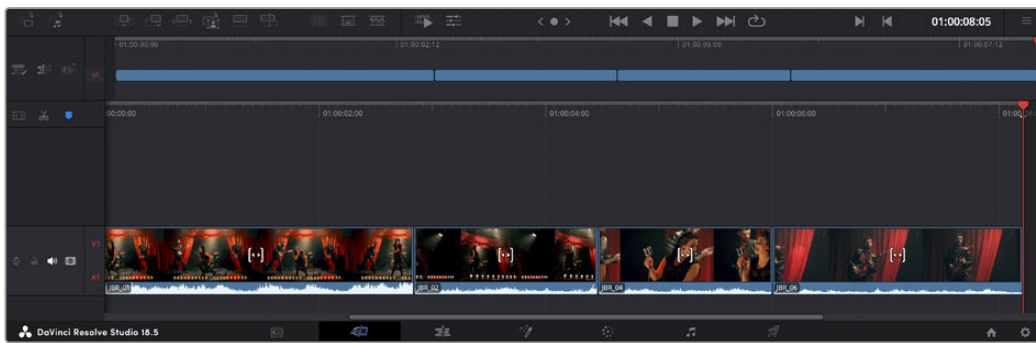 01:00:08:05
01:00:00:00 01:00:02:12 01:00:05:00 01:00:07:12
V1
00:00:00 01:00:02:00 01:00:04:00 01:00:06:00
V1
A1
JBR_01 JBR_02 JBR_04 JBR_06
DaVinci Resolve Studio 18.5